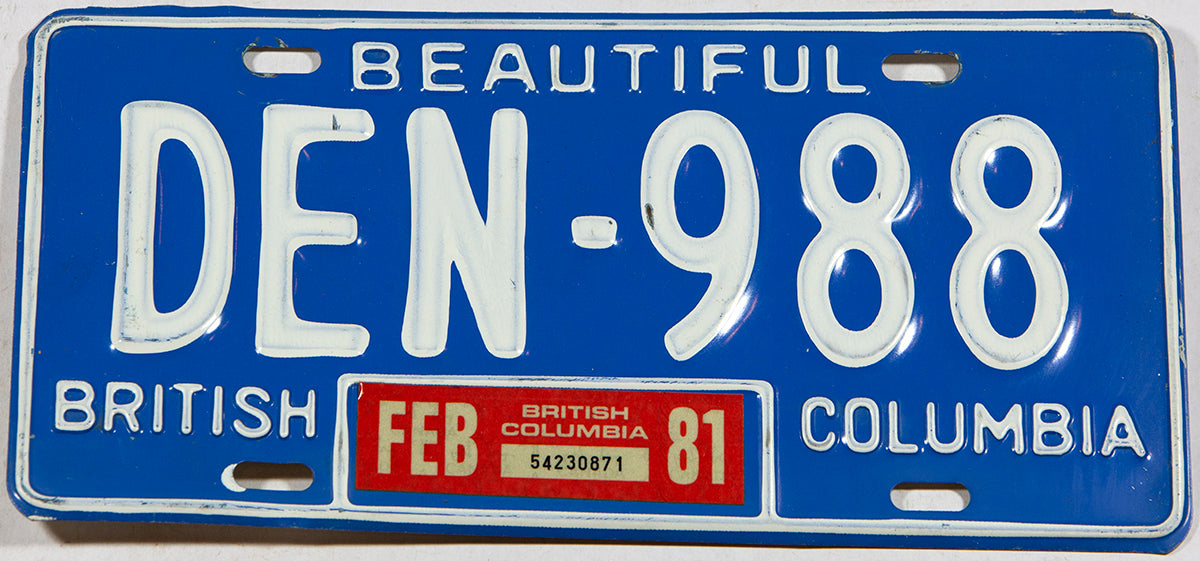 BEAUTIFUL
DEN-988
BRITISH COLUMBIA
FEB BRITISH COLUMBIA 81
54230871